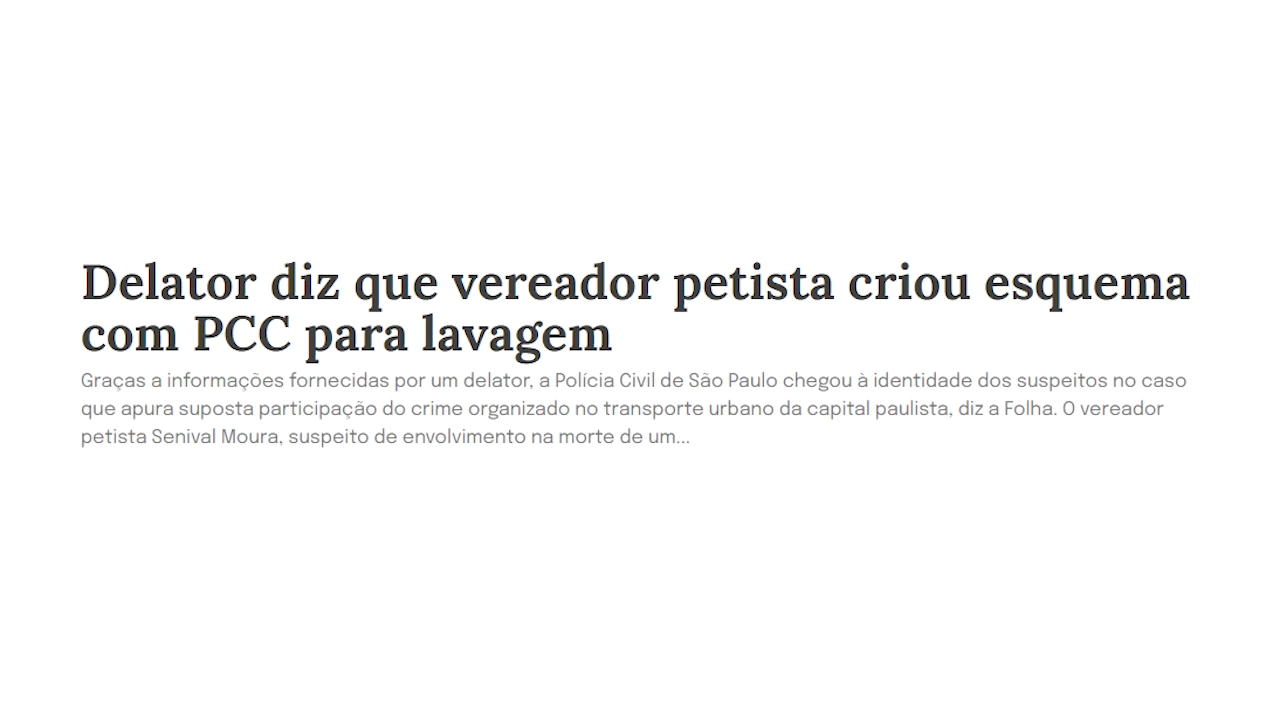 Delator diz que vereador petista criou esquema
com PCC para lavagem
Graças a informações fornecidas por um delator, a Polícia Civil de São Paulo chegou à identidade dos suspeitos no caso
que apura suposta participação do crime organizado no transporte urbano da capital paulista, diz a Folha. O vereador
petista Senival Moura, suspeito de envolvimento na morte de um...